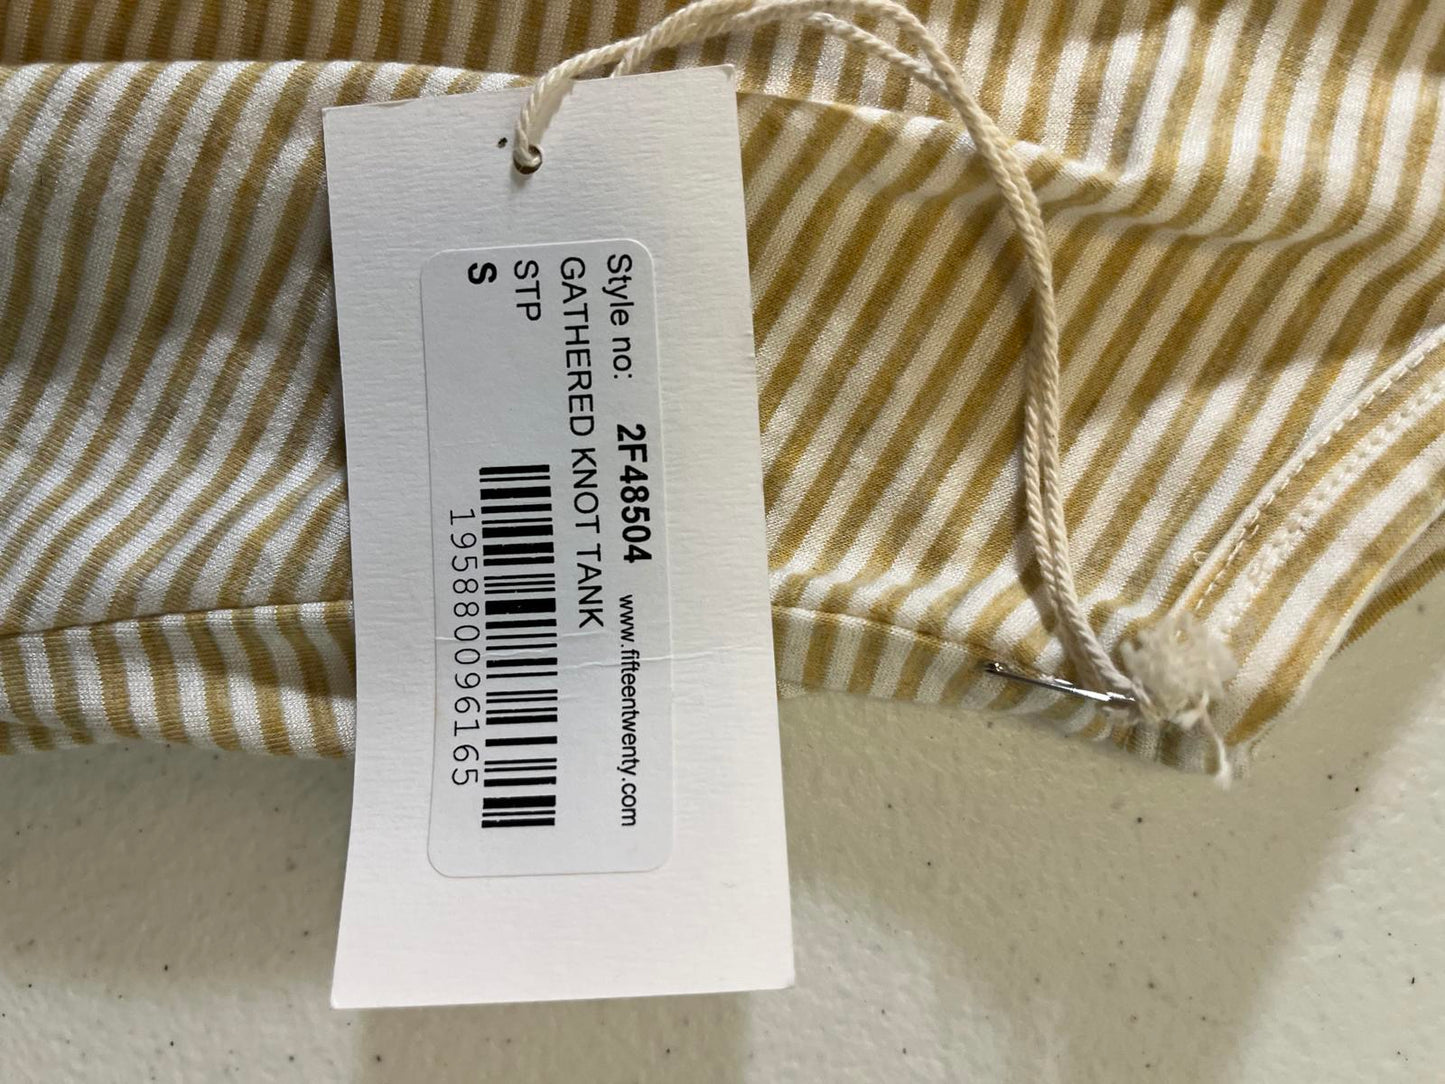 Style no: 2F48504 www.fifteentwenty.com
GATHERED KNOT TANK
STP
S
195880096165